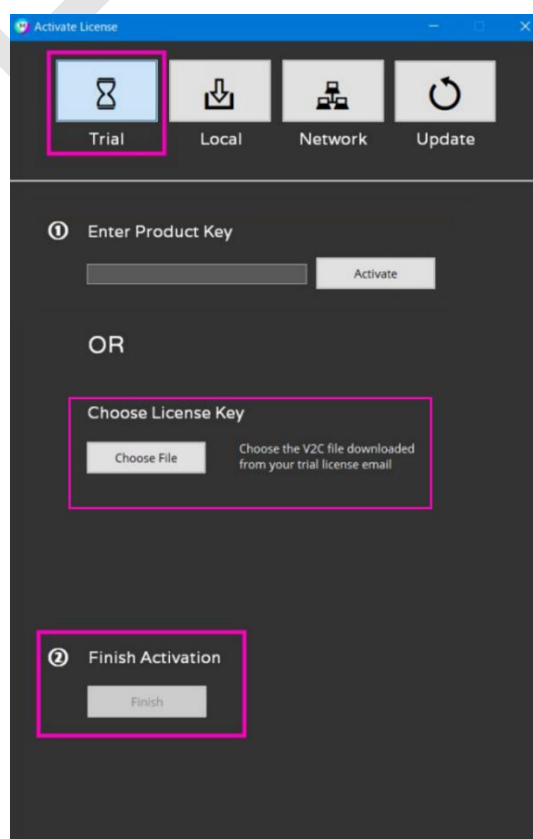 Activate License
Trial Local Network Update
① Enter Product Key
Activate
OR
Choose License Key
Choose File
Choose the V2C file downloaded
from your trial license email
② Finish Activation
Finish